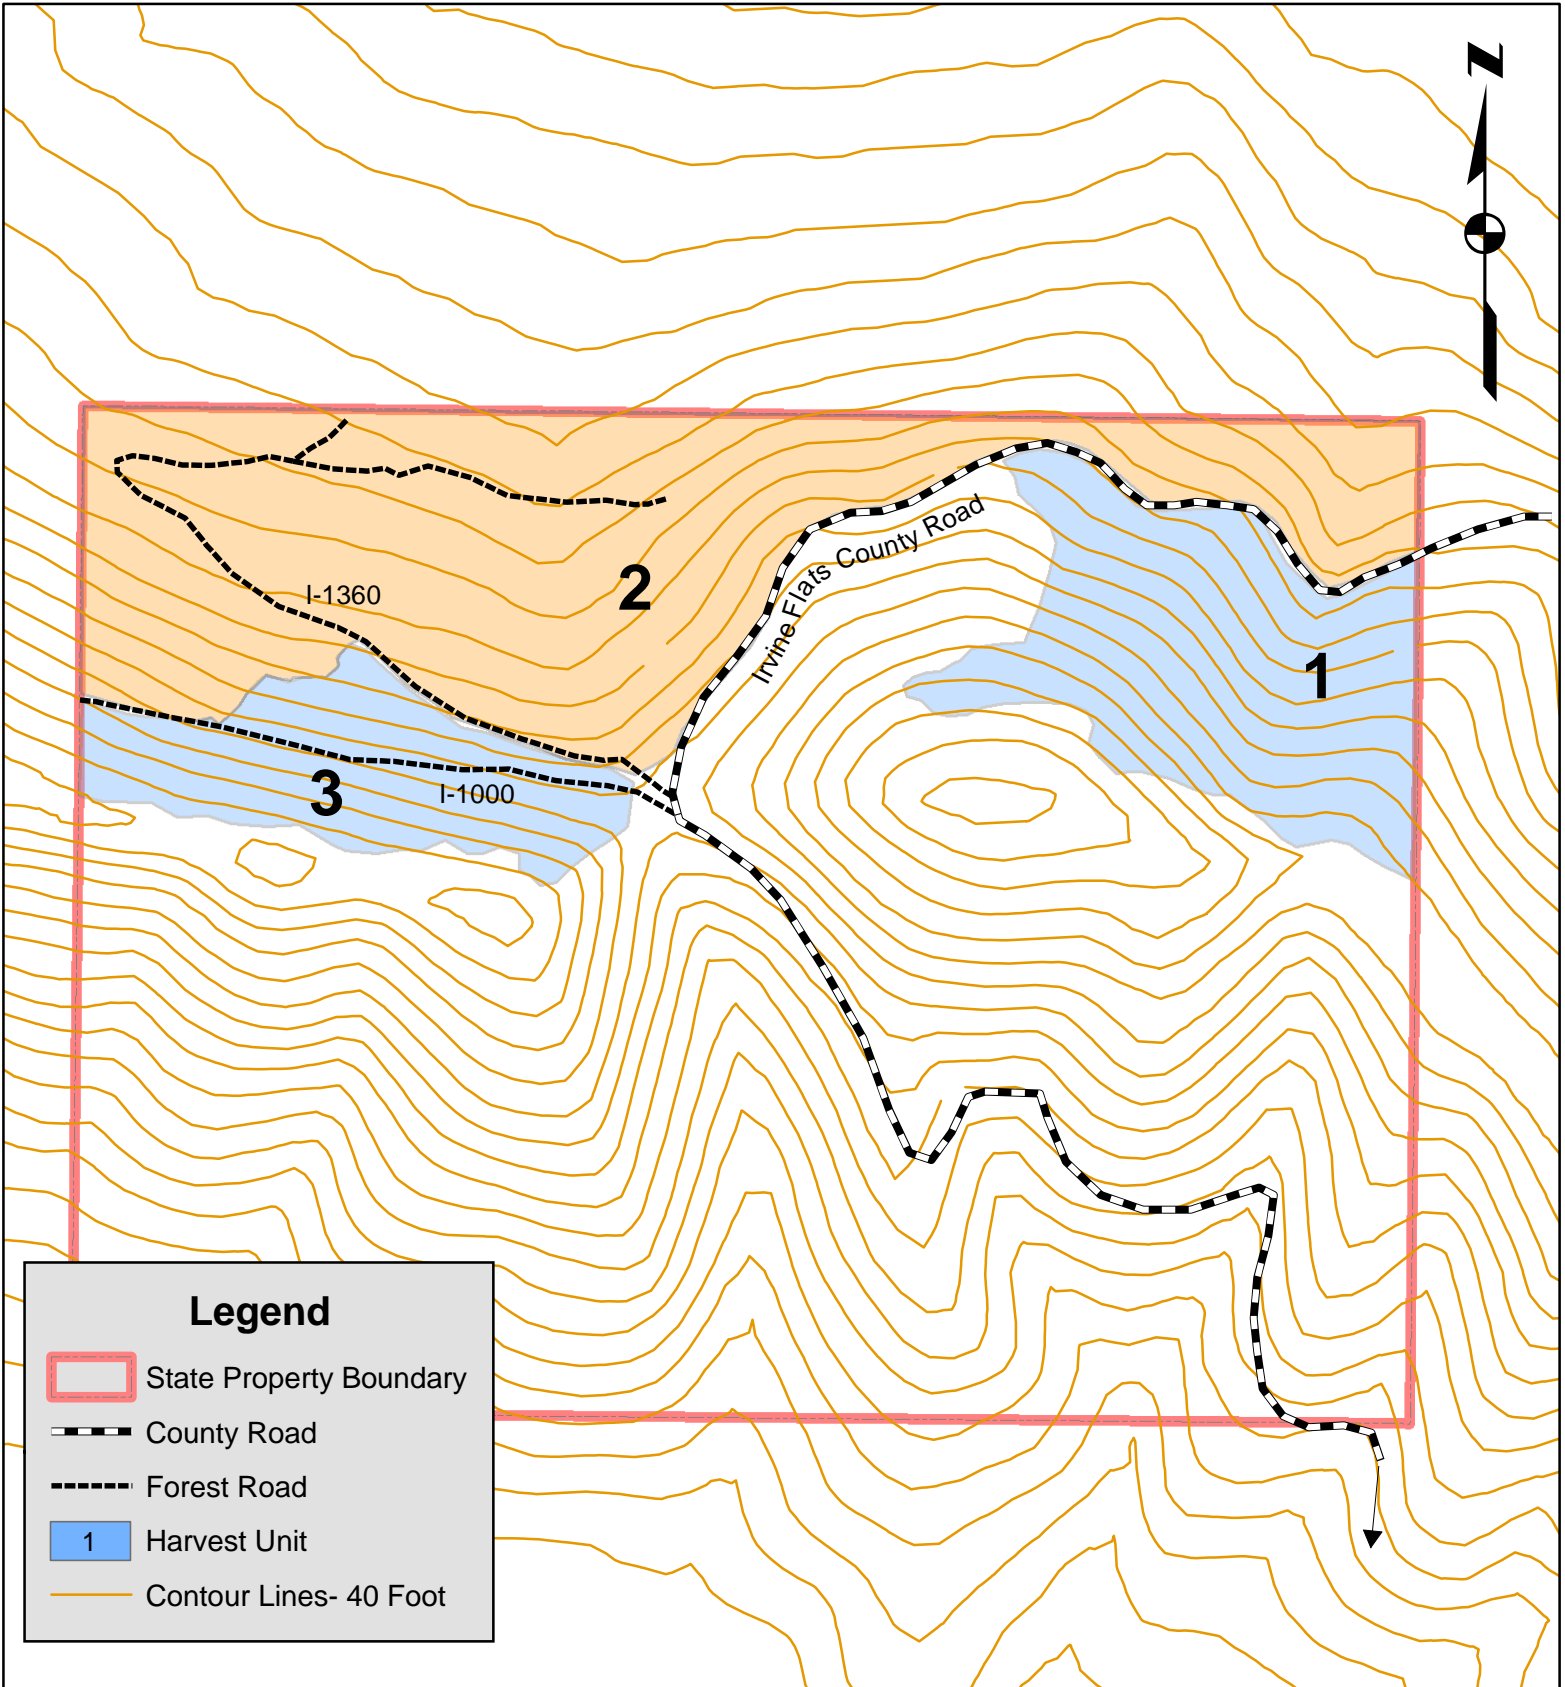 N
Irvine Flats County Road
2
I-1360
1
3
I-1000
Legend
State Property Boundary
County Road
Forest Road
1 Harvest Unit
Contour Lines- 40 Foot